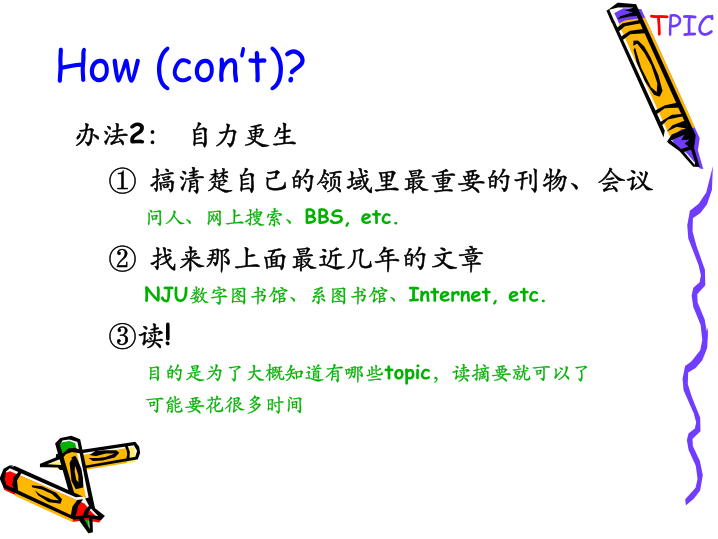 TPIC
How (con't)?
办法2： 自力更生
① 搞清楚自己的领域里最重要的刊物、会议
问人、网上搜索、BBS, etc.
② 找来那上面最近几年的文章
NJU数字图书馆、系图书馆、Internet, etc.
③读!
目的是为了大概知道有哪些topic，读摘要就可以了
可能要花很多时间